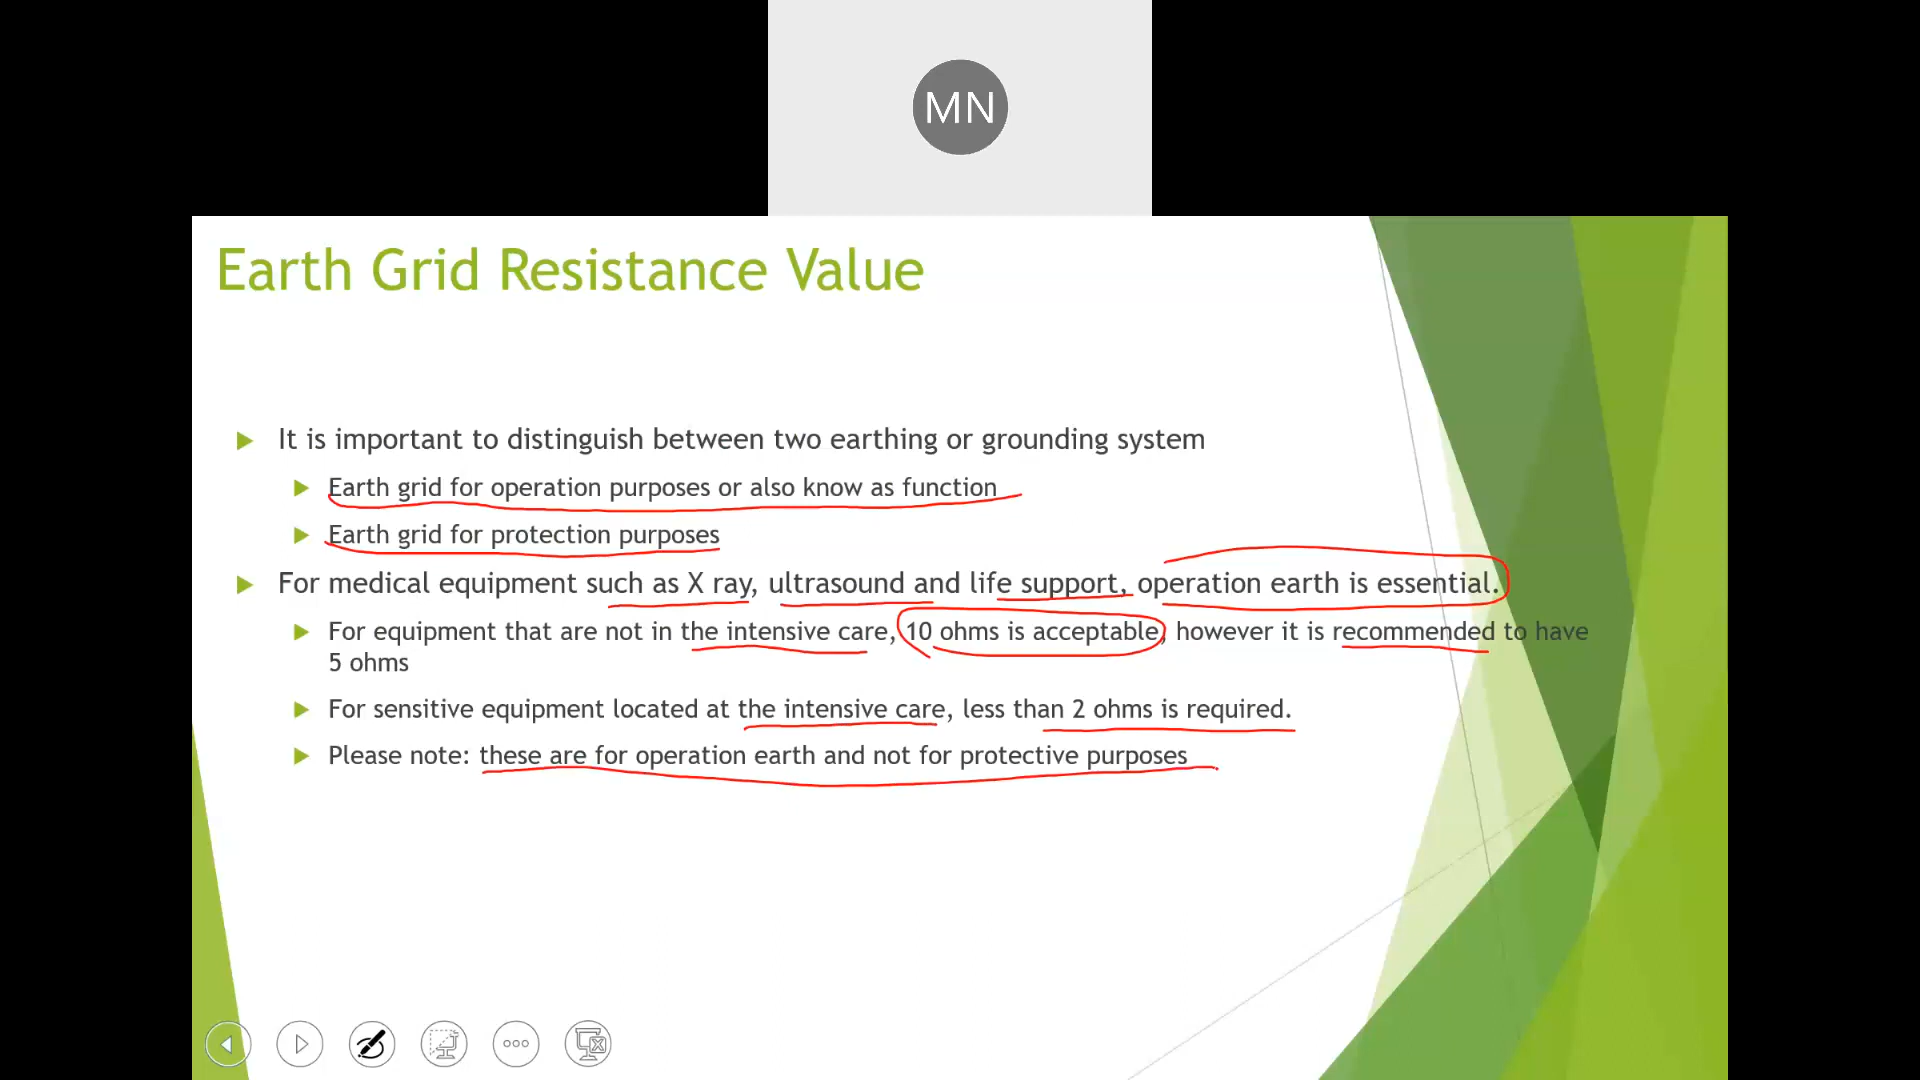 MN
Earth Grid Resistance Value
It is important to distinguish between two earthing or grounding system
Earth grid for operation purposes or also know as function
Earth grid for protection purposes
For medical equipment such as X ray, ultrasound and life support, operation earth is essential.
For equipment that are not in the intensive care, 10 ohms is acceptable, however it is recommended to have
5 ohms
For sensitive equipment located at the intensive care, less than 2 ohms is required.
Please note: these are for operation earth and not for protective purposes